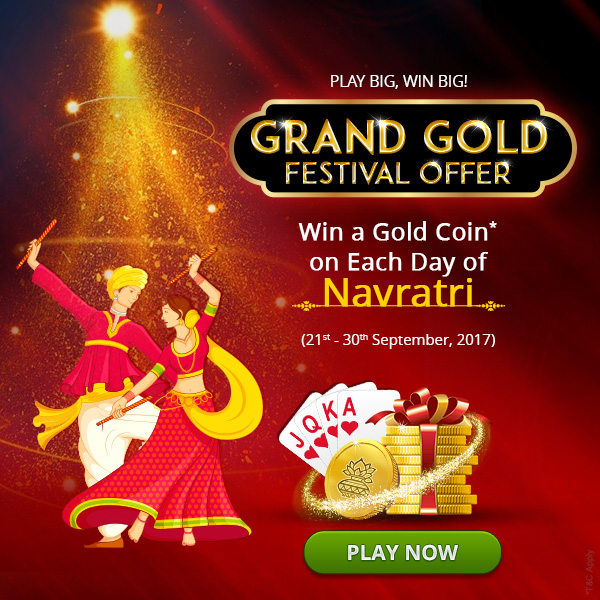 PLAY BIG, WIN BIG!
GRAND GOLD
FESTIVAL OFFER
Win a Gold Coin*
on Each Day of
Navratri
(21st - 30th September, 2017)
J Q K A
PLAY NOW
*T&C Apply